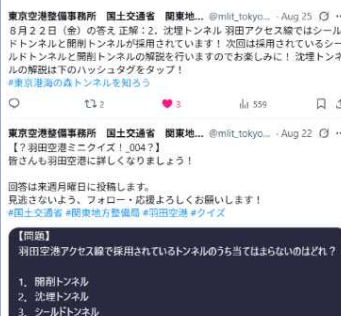 東京空港整備事務所　国土交通省　関東地... @mlit_tokyo... · Aug 25
８月２２日（金）の答え 正解：2．沈埋トンネル 羽田アクセス線ではシール
ドトンネルと開削トンネルが採用されています！ 次回は採用されているシー
ルドトンネルと開削トンネルの解説を行いますのでお楽しみに！ 沈埋トンネ
ルの解説は下のハッシュタグをタップ！
#東京港海の森トンネルを知ろう
2 3 559
東京空港整備事務所　国土交通省　関東地... @mlit_tokyo... · Aug 22
【？羽田空港ミニクイズ！_004？】
皆さんも羽田空港に詳しくなりましょう！
回答は来週月曜日に投稿します。
見逃さないよう、フォロー・応援よろしくお願いします！
#国土交通省 #関東地方整備局 #羽田空港 #クイズ
【問題】
羽田空港アクセス線で採用されているトンネルのうち当てはまらないのはどれ？
1．開削トンネル
2．沈埋トンネル
3．シールドトンネル